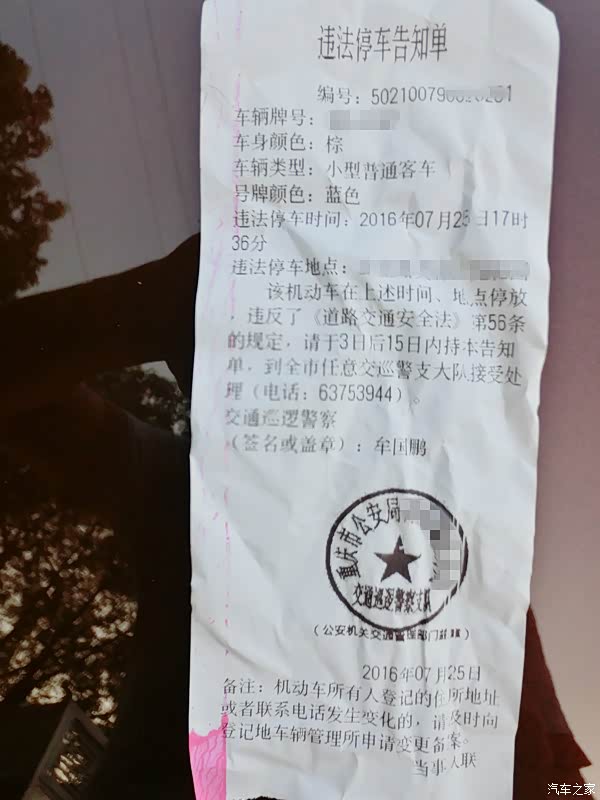 违法停车告知单
编号：502100790
车辆牌号：
车身颜色：棕
车辆类型：小型普通客车
号牌颜色：蓝色
违法停车时间：2016年07月25日17时
36分
违法停车地点：
该机动车在上述时间、地点停放
，违反了《道路交通安全法》第56条
的规定，请于3日后15日内持本告知
单，到全市任意交巡警支大队接受处
理（电话：63753944）。
交通巡逻警察
（签名或盖章）：牟国鹏
重庆市公安局
交通巡逻警察支队
（公安机关交通管理部门盖章）
2016年07月25日
备注：机动车所有人登记的住所地址
或者联系电话发生变化的，请及时向
登记地车辆管理所申请变更备案。
当事人联
汽车之家